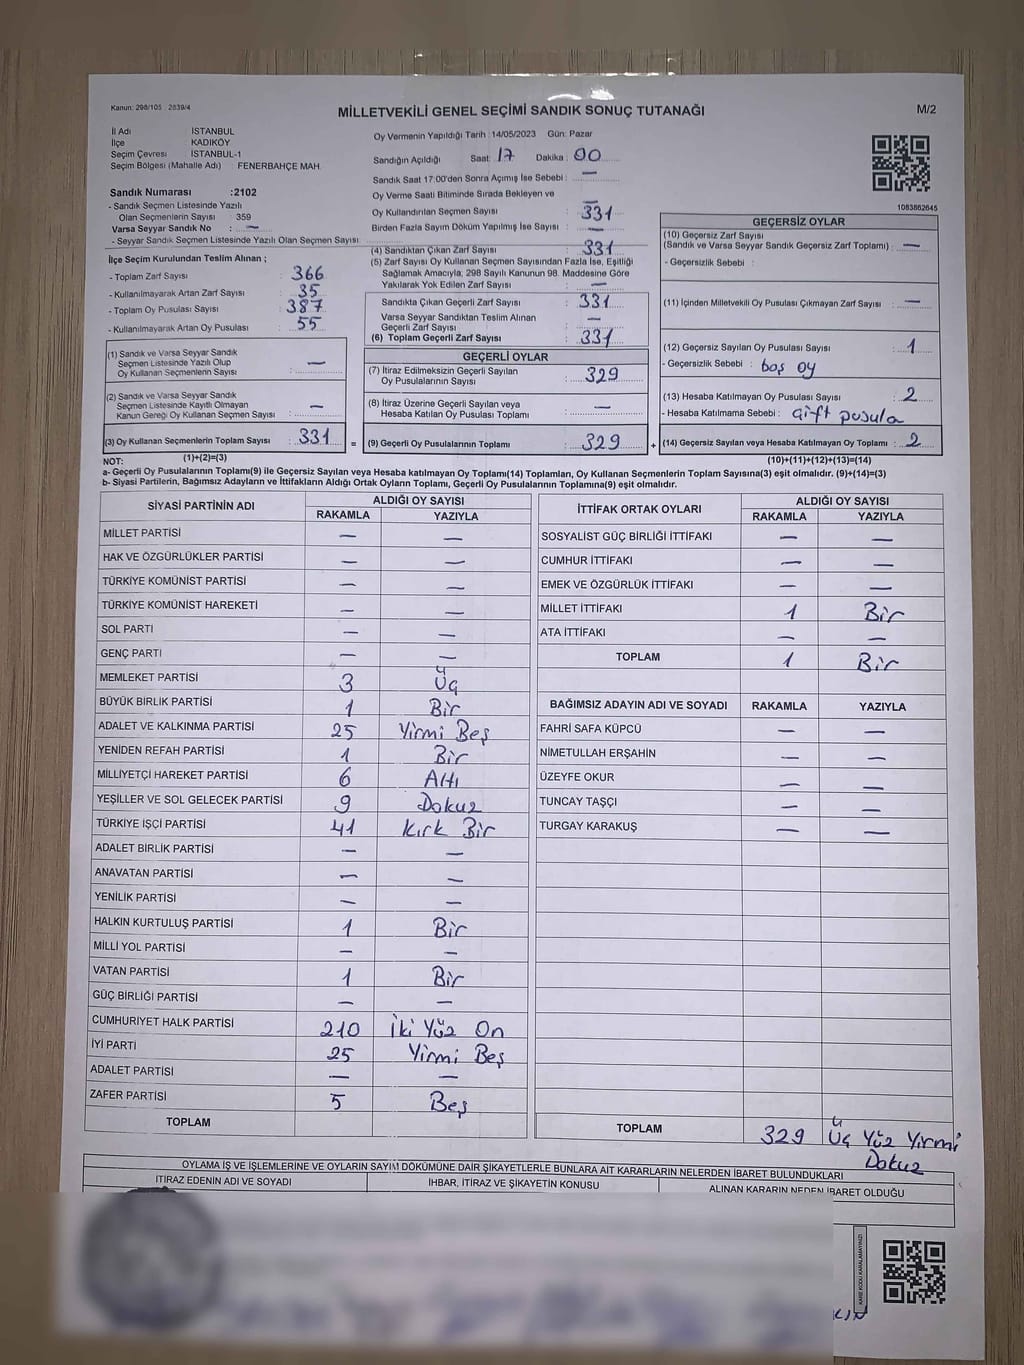 Kanun: 298/105 : 2839/4
MİLLETVEKİLİ GENEL SEÇİMİ SANDIK SONUÇ TUTANAĞI
M/2
İl Adı İSTANBUL
İlçe KADIKÖY
Seçim Çevresi İSTANBUL-1
Seçim Bölgesi (Mahalle Adı) : FENERBAHÇE MAH
Sandık Numarası :2102
- Sandık Seçmen Listesinde Yazılı
Olan Seçmenlerin Sayısı : 359
Varsa Seyyar Sandık No : —
- Seyyar Sandık Seçmen Listesinde Yazılı Olan Seçmen Sayısı:
İlçe Seçim Kurulundan Teslim Alınan ;
- Toplam Zarf Sayısı : 366
- Kullanılmayarak Artan Zarf Sayısı : 35
- Toplam Oy Pusulası Sayısı : 387
- Kullanılmayarak Artan Oy Pusulası : 55
Oy Vermenin Yapıldığı Tarih :14/05/2023 Gün: Pazar
Sandığın Açıldığı Saat: 17 Dakika: 00
Sandık Saat 17:00'den Sonra Açımış İse Sebebi : —
Oy Verme Saati Bitiminde Sırada Bekleyen ve
Oy Kullandırılan Seçmen Sayısı : —
331
Birden Fazla Sayım Döküm Yapılmış İse Sayısı : —
(4) Sandıktan Çıkan Zarf Sayısı : 331
(5) Zarf Sayısı Oy Kullanan Seçmen Sayısından Fazla İse, Eşitliği
Sağlamak Amacıyla; 298 Sayılı Kanunun 98. Maddesine Göre
Yakılarak Yok Edilen Zarf Sayısı : —
Sandıkta Çıkan Geçerli Zarf Sayısı : 331
Varsa Seyyar Sandıktan Teslim Alınan
Geçerli Zarf Sayısı : —
(6) Toplam Geçerli Zarf Sayısı : 331
1083862645
GEÇERSİZ OYLAR
(10) Geçersiz Zarf Sayısı
(Sandık ve Varsa Seyyar Sandık Geçersiz Zarf Toplamı) : —
- Geçersizlik Sebebi :
(11) İçinden Milletvekili Oy Pusulası Çıkmayan Zarf Sayısı : —
(12) Geçersiz Sayılan Oy Pusulası Sayısı : 1
- Geçersizlik Sebebi : boş oy
(13) Hesaba Katılmayan Oy Pusulası Sayısı : 2
- Hesaba Katılmama Sebebi : çift pusula
(14) Geçersiz Sayılan veya Hesaba Katılmayan Oy Toplamı : 2
(10)+(11)+(12)+(13)=(14)
(1) Sandık ve Varsa Seyyar Sandık
Seçmen Listesinde Yazılı Olup
Oy Kullanan Seçmenlerin Sayısı : —
(2) Sandık ve Varsa Seyyar Sandık
Seçmen Listesinde Kayıtlı Olmayan
Kanun Gereği Oy Kullanan Seçmen Sayısı : —
(3) Oy Kullanan Seçmenlerin Toplam Sayısı : 331
(1)+(2)=(3)
GEÇERLİ OYLAR
(7) İtiraz Edilmeksizin Geçerli Sayılan
Oy Pusulalarının Sayısı : 329
(8) İtiraz Üzerine Geçerli Sayılan veya
Hesaba Katılan Oy Pusulası Toplamı : —
= (9) Geçerli Oy Pusulalarının Toplamı : 329 +
NOT:
a- Geçerli Oy Pusulalarının Toplamı(9) ile Geçersiz Sayılan veya Hesaba katılmayan Oy Toplamı(14) Toplamları, Oy Kullanan Seçmenlerin Toplam Sayısına(3) eşit olmalıdır. (9)+(14)=(3)
b- Siyasi Partilerin, Bağımsız Adayların ve İttifakların Aldığı Ortak Oyların Toplamı, Geçerli Oy Pusulalarının Toplamına(9) eşit olmalıdır.
SİYASİ PARTİNİN ADI ALDIĞI OY SAYISI
RAKAMLA YAZIYLA
MİLLET PARTİSİ — —
HAK VE ÖZGÜRLÜKLER PARTİSİ — —
TÜRKİYE KOMÜNİST PARTİSİ — —
TÜRKİYE KOMÜNİST HAREKETİ — —
SOL PARTİ — —
GENÇ PARTİ — —
MEMLEKET PARTİSİ 3 Üç
BÜYÜK BİRLİK PARTİSİ 1 Bir
ADALET VE KALKINMA PARTİSİ 25 Yirmi Beş
YENİDEN REFAH PARTİSİ 1 Bir
MİLLİYETÇİ HAREKET PARTİSİ 6 Altı
YEŞİLLER VE SOL GELECEK PARTİSİ 9 Dokuz
TÜRKİYE İŞÇİ PARTİSİ 41 Kırk Bir
ADALET BİRLİK PARTİSİ — —
ANAVATAN PARTİSİ — —
YENİLİK PARTİSİ — —
HALKIN KURTULUŞ PARTİSİ 1 Bir
MİLLİ YOL PARTİSİ — —
VATAN PARTİSİ 1 Bir
GÜÇ BİRLİĞİ PARTİSİ — —
CUMHURİYET HALK PARTİSİ 210 İki Yüz On
İYİ PARTİ 25 Yirmi Beş
ADALET PARTİSİ — —
ZAFER PARTİSİ 5 Beş
TOPLAM
İTTİFAK ORTAK OYLARI ALDIĞI OY SAYISI
RAKAMLA YAZIYLA
SOSYALİST GÜÇ BİRLİĞİ İTTİFAKI — —
CUMHUR İTTİFAKI — —
EMEK VE ÖZGÜRLÜK İTTİFAKI — —
MİLLET İTTİFAKI 1 Bir
ATA İTTİFAKI — —
TOPLAM 1 Bir
BAĞIMSIZ ADAYIN ADI VE SOYADI RAKAMLA YAZIYLA
FAHRİ SAFA KÜPCÜ — —
NİMETULLAH ERŞAHİN — —
ÜZEYFE OKUR — —
TUNCAY TAŞÇI — —
TURGAY KARAKUŞ — —
TOPLAM 329 Üç Yüz Yirmi
Dokuz
OYLAMA İŞ VE İŞLEMLERİNE VE OYLARIN SAYIM DÖKÜMÜNE DAİR ŞİKAYETLERLE BUNLARA AİT KARARLARIN NELERDEN İBARET BULUNDUKLARI
İTİRAZ EDENİN ADI VE SOYADI İHBAR, İTİRAZ VE ŞİKAYETİN KONUSU ALINAN KARARIN NEDEN İBARET OLDUĞU
KARE KODU KARALAMAYINIZ!